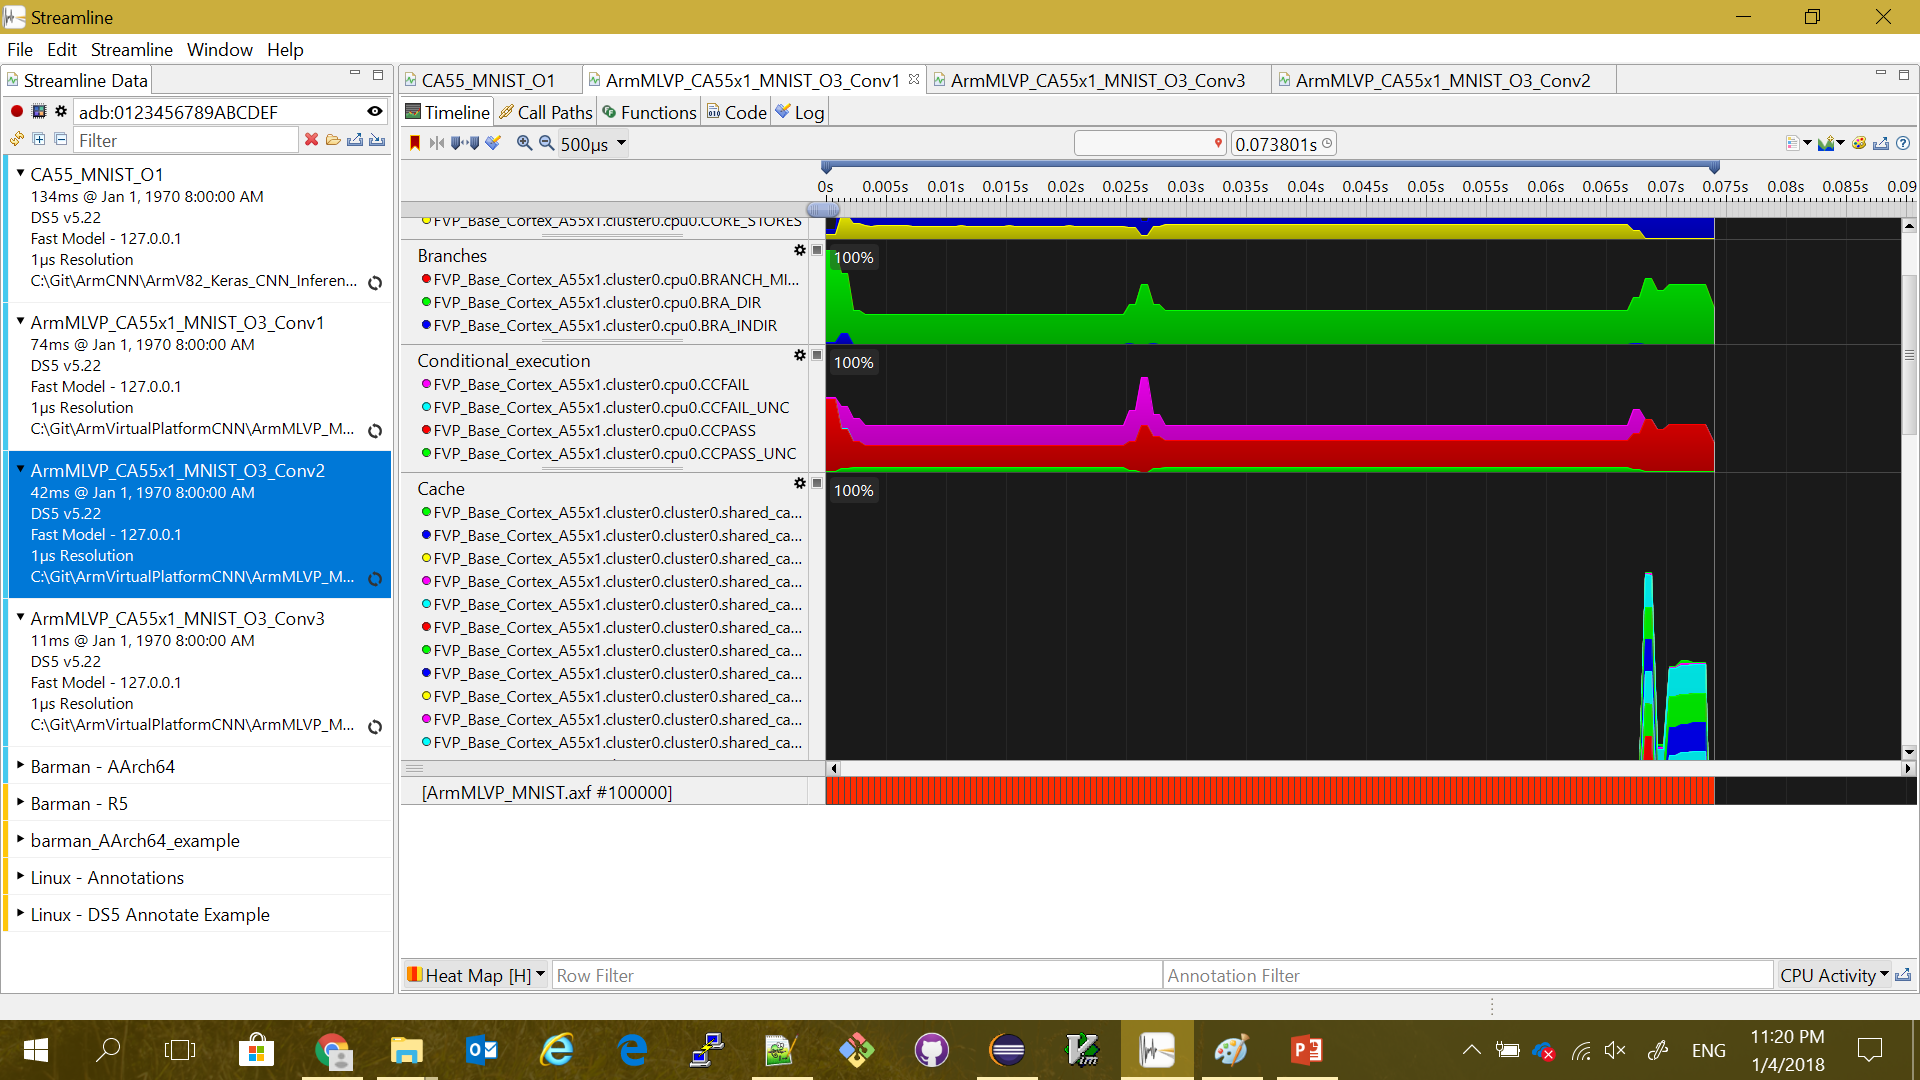 Streamline
File Edit Streamline Window Help
Streamline Data
adb:0123456789ABCDEF
Filter
CA55_MNIST_O1
134ms @ Jan 1, 1970 8:00:00 AM
DS5 v5.22
Fast Model - 127.0.0.1
1µs Resolution
C:\Git\ArmCNN\ArmV82_Keras_CNN_Inferen...
ArmMLVP_CA55x1_MNIST_O3_Conv1
74ms @ Jan 1, 1970 8:00:00 AM
DS5 v5.22
Fast Model - 127.0.0.1
1µs Resolution
C:\Git\ArmVirtualPlatformCNN\ArmMLVP_M...
ArmMLVP_CA55x1_MNIST_O3_Conv2
42ms @ Jan 1, 1970 8:00:00 AM
DS5 v5.22
Fast Model - 127.0.0.1
1µs Resolution
C:\Git\ArmVirtualPlatformCNN\ArmMLVP_M...
ArmMLVP_CA55x1_MNIST_O3_Conv3
11ms @ Jan 1, 1970 8:00:00 AM
DS5 v5.22
Fast Model - 127.0.0.1
1µs Resolution
C:\Git\ArmVirtualPlatformCNN\ArmMLVP_M...
Barman - AArch64
Barman - R5
barman_AArch64_example
Linux - Annotations
Linux - DS5 Annotate Example
CA55_MNIST_O1 ArmMLVP_CA55x1_MNIST_O3_Conv1 ArmMLVP_CA55x1_MNIST_O3_Conv3 ArmMLVP_CA55x1_MNIST_O3_Conv2
Timeline Call Paths Functions Code Log
500µs 0.073801s
0s 0.005s 0.01s 0.015s 0.02s 0.025s 0.03s 0.035s 0.04s 0.045s 0.05s 0.055s 0.06s 0.065s 0.07s 0.075s 0.08s 0.085s 0.09
FVP_Base_Cortex_A55x1.cluster0.cpu0.CORE_STORES
Branches 100%
FVP_Base_Cortex_A55x1.cluster0.cpu0.BRANCH_MI...
FVP_Base_Cortex_A55x1.cluster0.cpu0.BRA_DIR
FVP_Base_Cortex_A55x1.cluster0.cpu0.BRA_INDIR
Conditional_execution 100%
FVP_Base_Cortex_A55x1.cluster0.cpu0.CCFAIL
FVP_Base_Cortex_A55x1.cluster0.cpu0.CCFAIL_UNC
FVP_Base_Cortex_A55x1.cluster0.cpu0.CCPASS
FVP_Base_Cortex_A55x1.cluster0.cpu0.CCPASS_UNC
Cache 100%
FVP_Base_Cortex_A55x1.cluster0.cluster0.shared_ca...
FVP_Base_Cortex_A55x1.cluster0.cluster0.shared_ca...
FVP_Base_Cortex_A55x1.cluster0.cluster0.shared_ca...
FVP_Base_Cortex_A55x1.cluster0.cluster0.shared_ca...
FVP_Base_Cortex_A55x1.cluster0.cluster0.shared_ca...
FVP_Base_Cortex_A55x1.cluster0.cluster0.shared_ca...
FVP_Base_Cortex_A55x1.cluster0.cluster0.shared_ca...
FVP_Base_Cortex_A55x1.cluster0.cluster0.shared_ca...
FVP_Base_Cortex_A55x1.cluster0.cluster0.shared_ca...
FVP_Base_Cortex_A55x1.cluster0.cluster0.shared_ca...
FVP_Base_Cortex_A55x1.cluster0.cluster0.shared_ca...
[ArmMLVP_MNIST.axf #100000]
Heat Map [H] Row Filter Annotation Filter CPU Activity
ENG
11:20 PM
1/4/2018